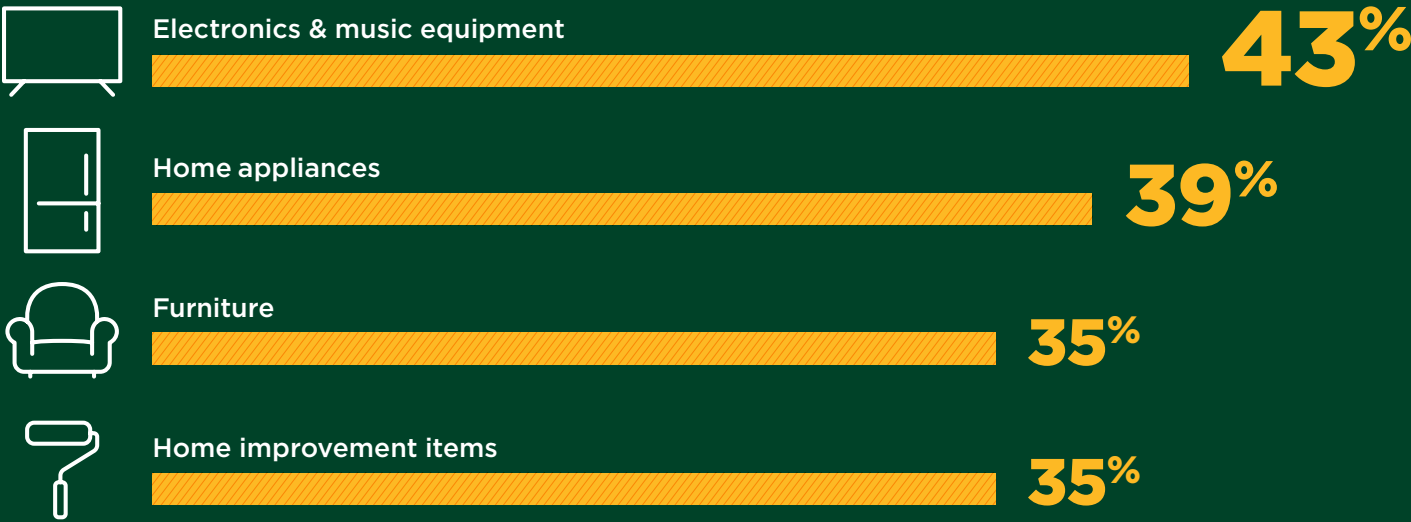 Electronics & music equipment
43%
Home appliances
39%
Furniture
35%
Home improvement items
35%